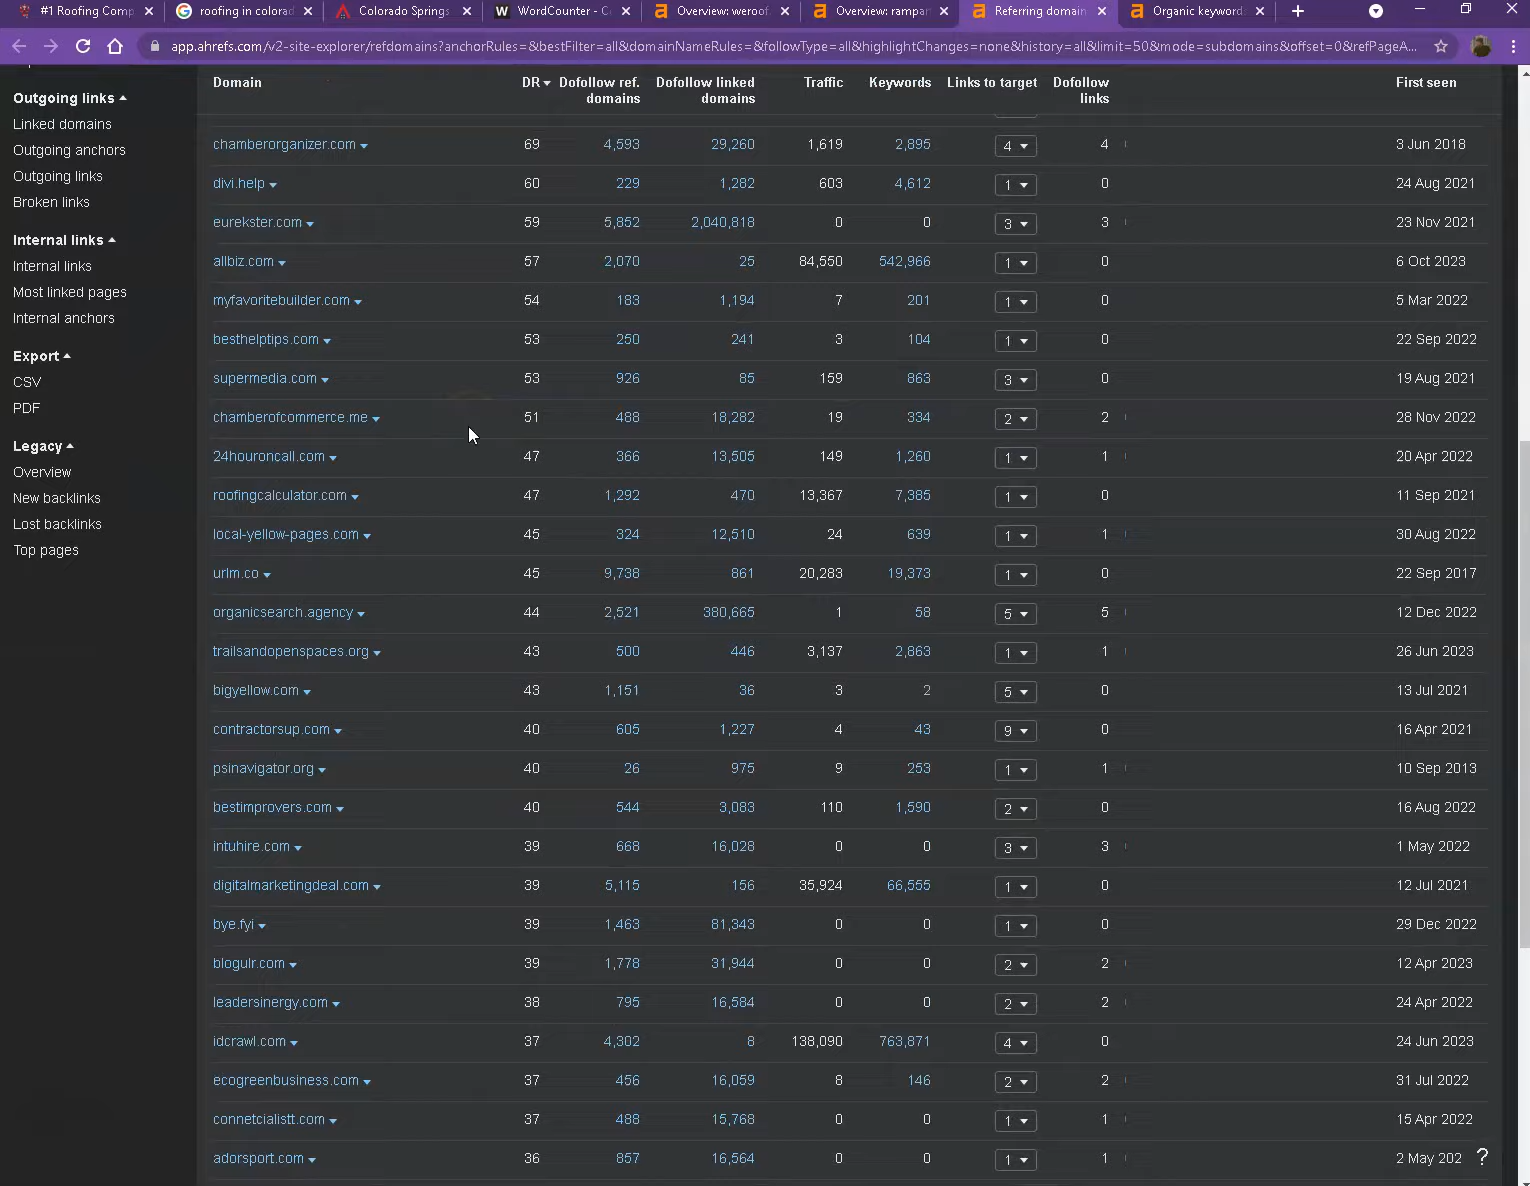 #1 Roofing Comp
roofing in colorad
Colorado Springs
WordCounter - C
Overview: weroof
Overview: rampar
Referring domain
Organic keyword
app.ahrefs.com/v2-site-explorer/refdomains?anchorRules=&bestFilter=all&domainNameRules=&followType=all&highlightChanges=none&history=all&limit=50&mode=subdomains&offset=0&refPageA...
Outgoing links
Linked domains
Outgoing anchors
Outgoing links
Broken links
Internal links
Internal links
Most linked pages
Internal anchors
Export
CSV
PDF
Legacy
Overview
New backlinks
Lost backlinks
Top pages
Domain DR Dofollow ref. domains Dofollow linked domains Traffic Keywords Links to target Dofollow links First seen
chamberorganizer.com 69 4,593 29,260 1,619 2,895 4 4 3 Jun 2018
divi.help 60 229 1,282 603 4,612 1 0 24 Aug 2021
eurekster.com 59 5,852 2,040,818 0 0 3 3 23 Nov 2021
allbiz.com 57 2,070 25 84,550 542,966 1 0 6 Oct 2023
myfavoritebuilder.com 54 183 1,194 7 201 1 0 5 Mar 2022
besthelptips.com 53 250 241 3 104 1 0 22 Sep 2022
supermedia.com 53 926 85 159 863 3 0 19 Aug 2021
chamberofcommerce.me 51 488 18,282 19 334 2 2 28 Nov 2022
24houroncall.com 47 366 13,505 149 1,260 1 1 20 Apr 2022
roofingcalculator.com 47 1,292 470 13,367 7,385 1 0 11 Sep 2021
local-yellow-pages.com 45 324 12,510 24 639 1 1 30 Aug 2022
urlm.co 45 9,738 861 20,283 19,373 1 0 22 Sep 2017
organicsearch.agency 44 2,521 380,665 1 58 5 5 12 Dec 2022
trailsandopenspaces.org 43 500 446 3,137 2,863 1 1 26 Jun 2023
bigyellow.com 43 1,151 36 3 2 5 0 13 Jul 2021
contractorsup.com 40 605 1,227 4 43 9 0 16 Apr 2021
psinavigator.org 40 26 975 9 253 1 1 10 Sep 2013
bestimprovers.com 40 544 3,083 110 1,590 2 0 16 Aug 2022
intuhire.com 39 668 16,028 0 0 3 3 1 May 2022
digitalmarketingdeal.com 39 5,115 156 35,924 66,555 1 0 12 Jul 2021
bye.fyi 39 1,463 81,343 0 0 1 0 29 Dec 2022
blogulr.com 39 1,778 31,944 0 0 2 2 12 Apr 2023
leadersinergy.com 38 795 16,584 0 0 2 2 24 Apr 2022
idcrawl.com 37 4,302 8 138,090 763,871 4 0 24 Jun 2023
ecogreenbusiness.com 37 456 16,059 8 146 2 2 31 Jul 2022
connetcialistt.com 37 488 15,768 0 0 1 1 15 Apr 2022
adorsport.com 36 857 16,564 0 0 1 1 2 May 202
?